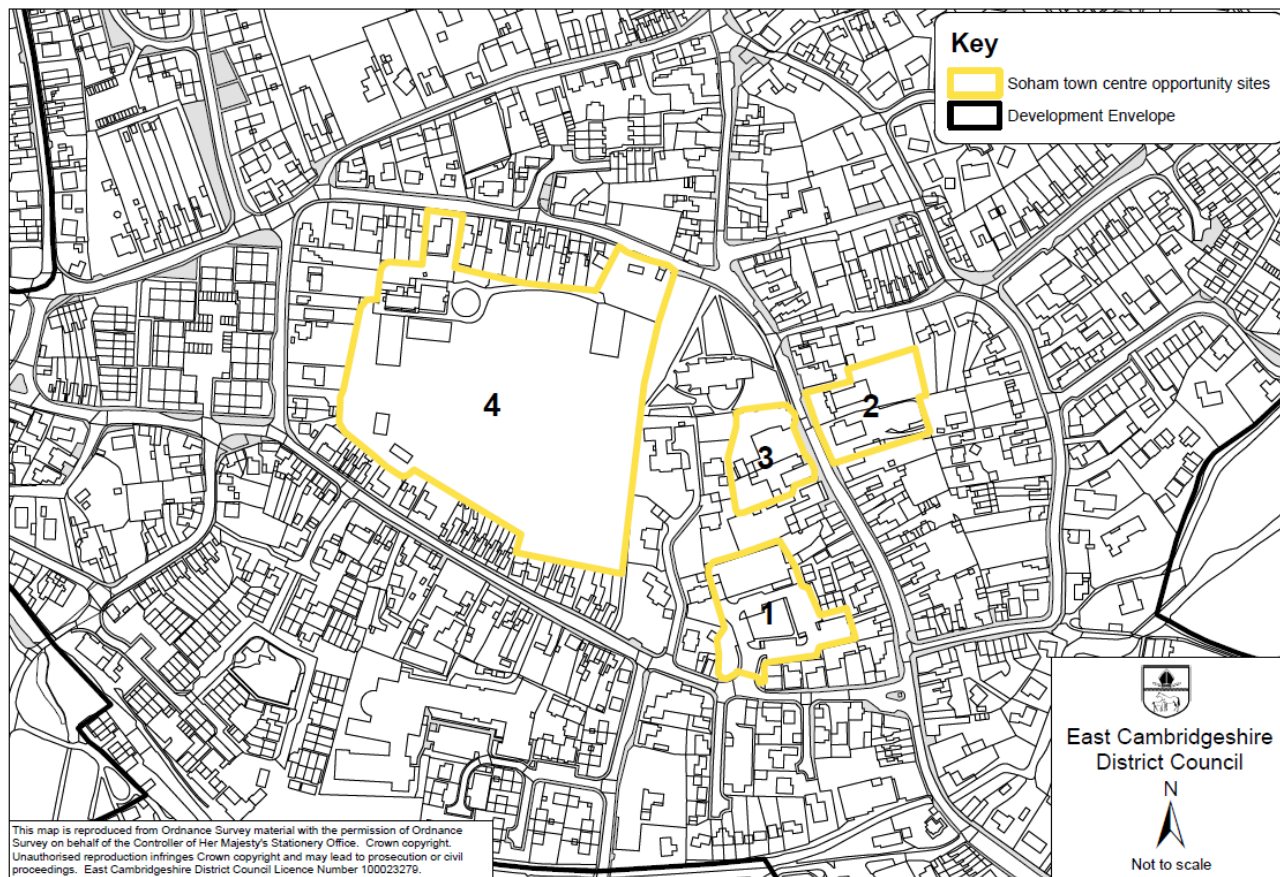 Key
Soham town centre opportunity sites
Development Envelope
4
2
3
1
East Cambridgeshire
District Council
N
Not to scale
This map is reproduced from Ordnance Survey material with the permission of Ordnance
Survey on behalf of the Controller of Her Majesty's Stationery Office. Crown copyright.
Unauthorised reproduction infringes Crown copyright and may lead to prosecution or civil
proceedings. East Cambridgeshire District Council Licence Number 100023279.